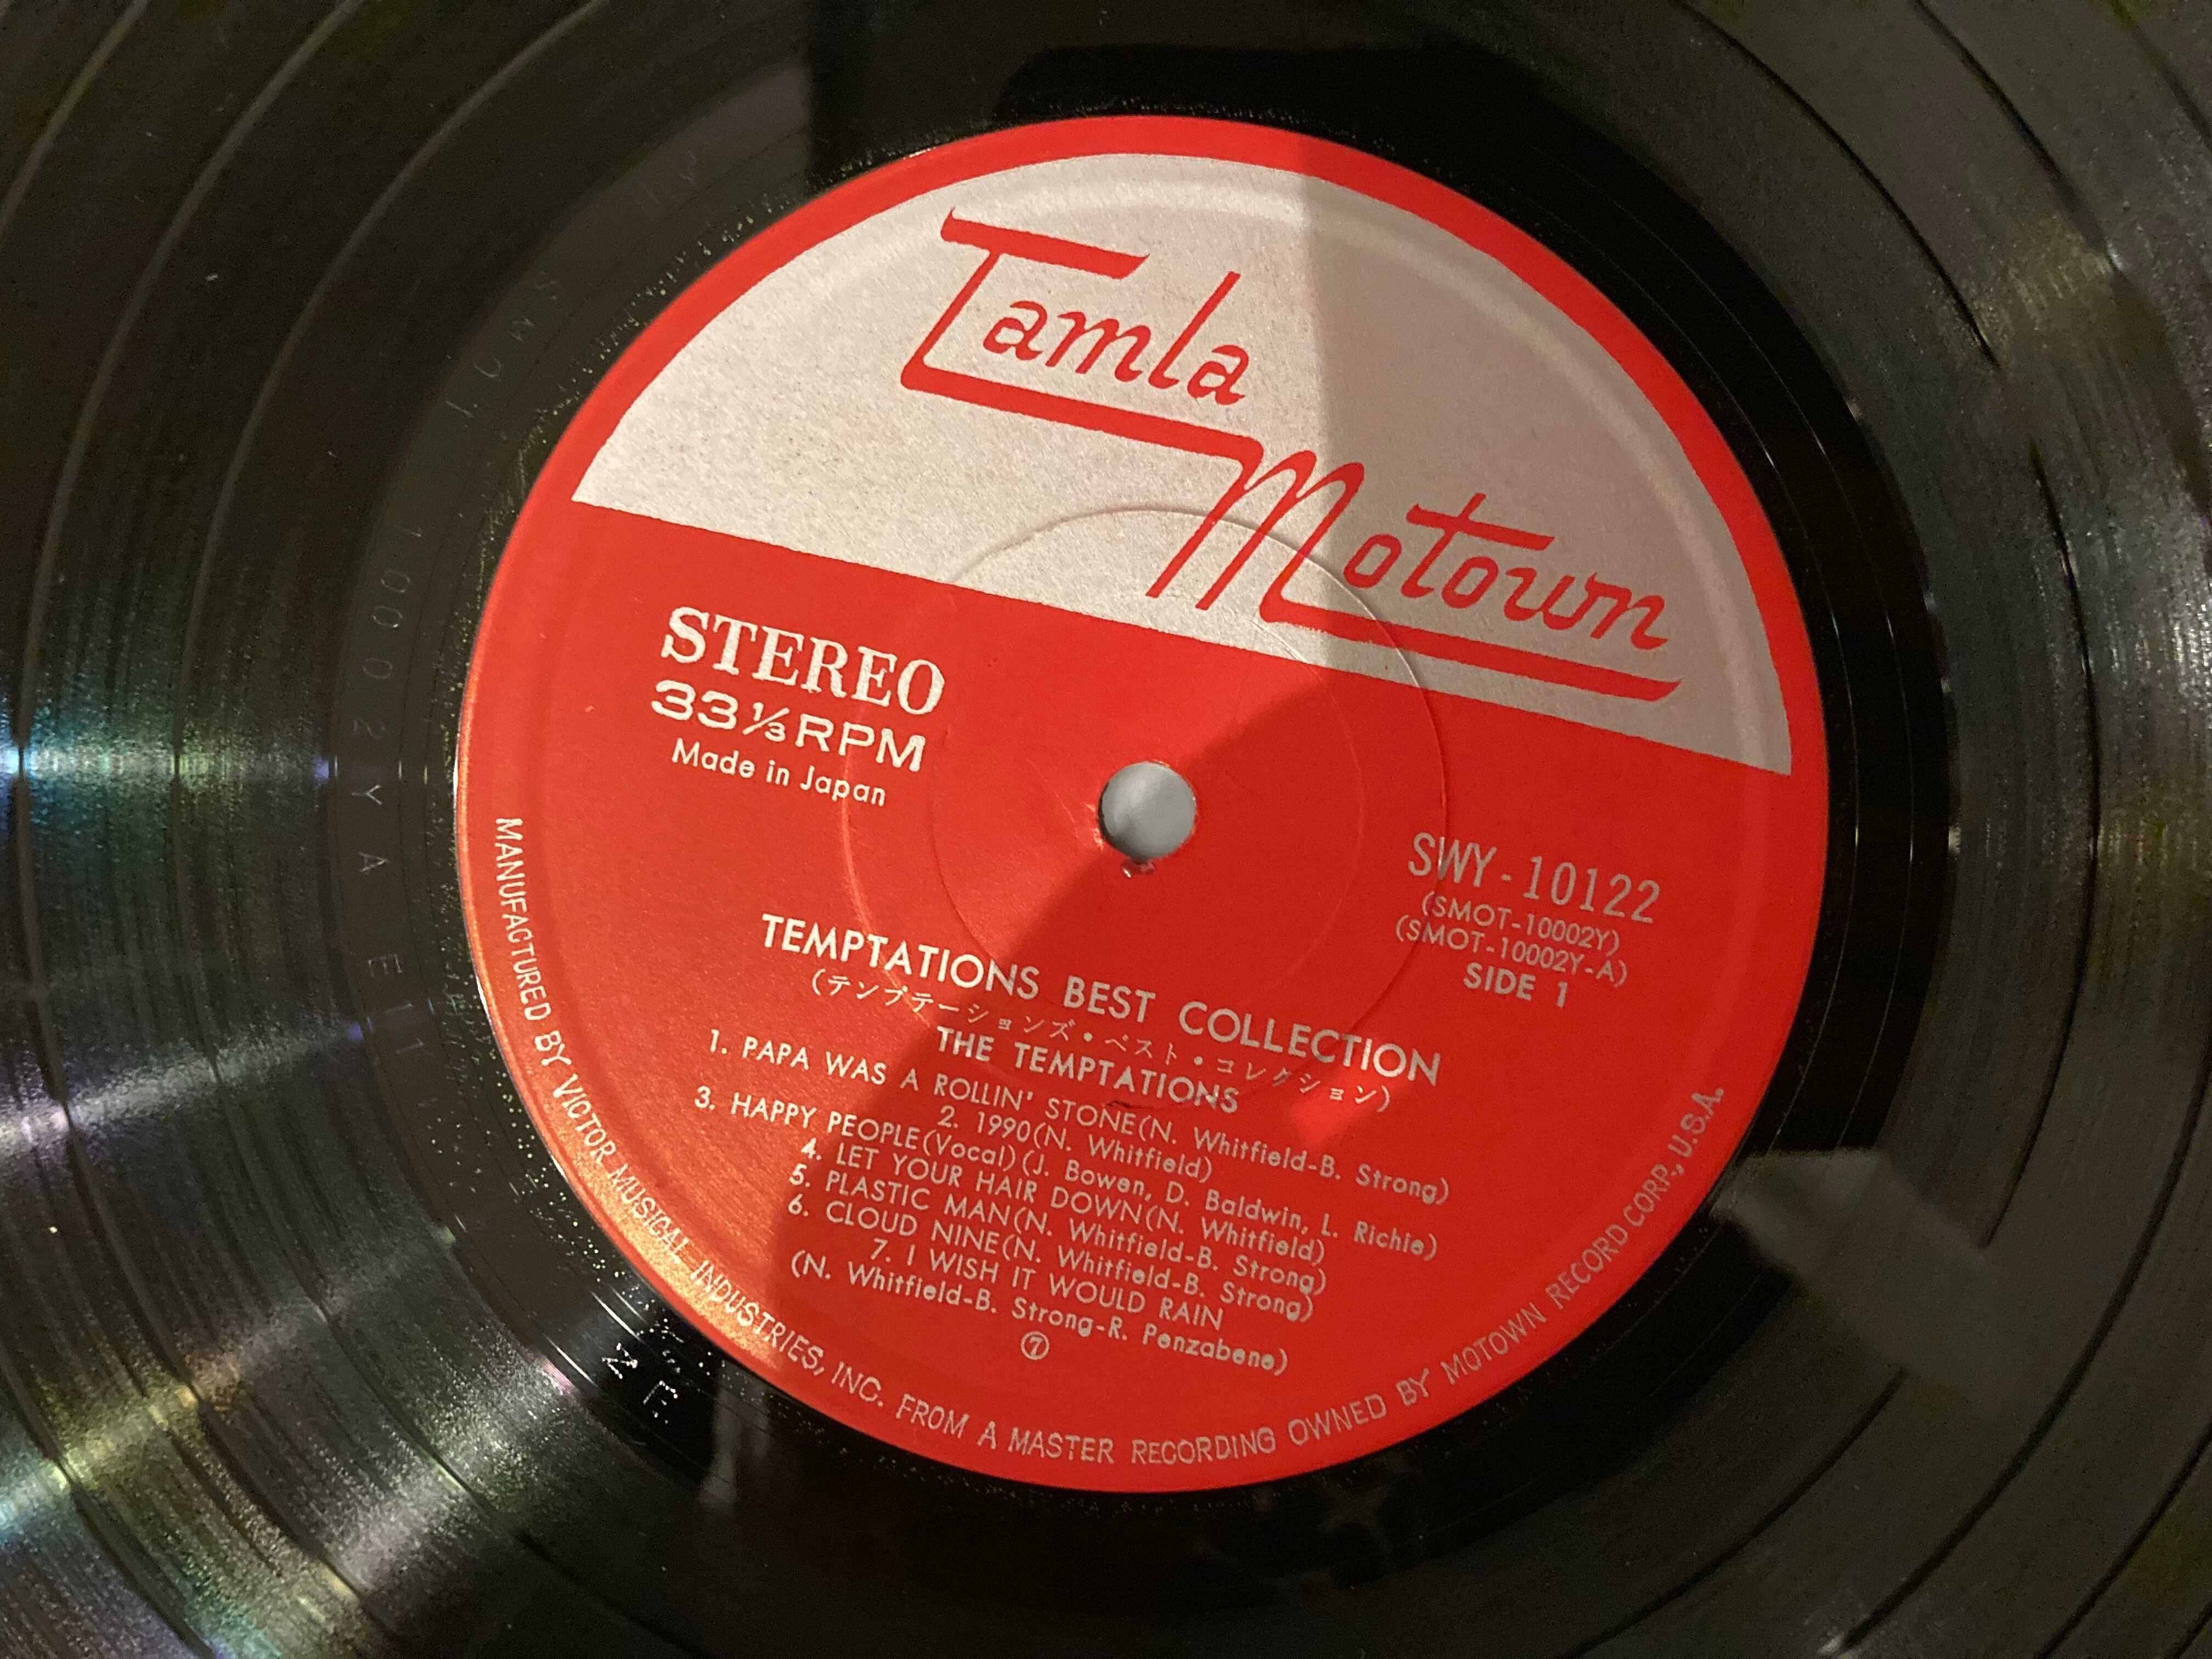 Tamla
Motown
STEREO
33⅓RPM
Made in Japan
SWY-10122
(SMOT-10002Y)
(SMOT-10002Y-A)
SIDE 1
TEMPTATIONS BEST COLLECTION
(テンプテーションズ・ベスト・コレクション)
THE TEMPTATIONS
1. PAPA WAS A ROLLIN' STONE(N. Whitfield-B. Strong)
2. 1990(N. Whitfield)
3. HAPPY PEOPLE(Vocal)(J. Bowen, D. Baldwin, L. Richie)
4. LET YOUR HAIR DOWN(N. Whitfield)
5. PLASTIC MAN(N. Whitfield-B. Strong)
6. CLOUD NINE(N. Whitfield-B. Strong)
7. I WISH IT WOULD RAIN
(N. Whitfield-B. Strong-R. Penzabene)
⑦
MANUFACTURED BY VICTOR MUSICAL INDUSTRIES, INC. FROM A MASTER RECORDING OWNED BY MOTOWN RECORD CORP., U.S.A.
10002YA